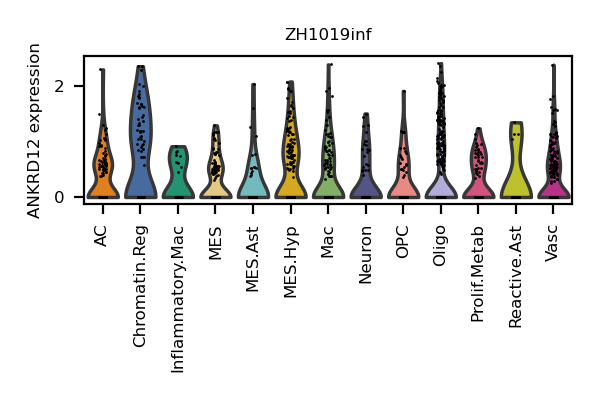 ZH1019inf
ANKRD12 expression
2
0
AC
Chromatin.Reg
Inflammatory.Mac
MES
MES.Ast
MES.Hyp
Mac
Neuron
OPC
Oligo
Prolif.Metab
Reactive.Ast
Vasc